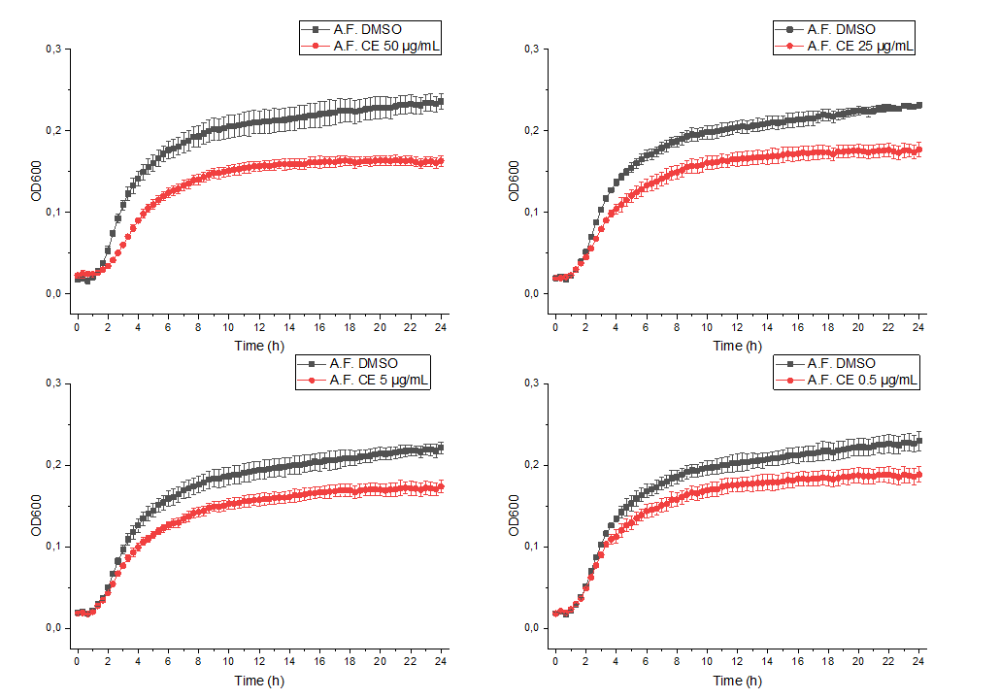 A.F. DMSO
A.F. CE 50 µg/mL
0,3
0,2
0,1
0,0
OD600
0 2 4 6 8 10 12 14 16 18 20 22 24
Time (h)
A.F. DMSO
A.F. CE 25 µg/mL
0,3
0,2
0,1
0,0
OD600
0 2 4 6 8 10 12 14 16 18 20 22 24
Time (h)
A.F. DMSO
A.F. CE 5 µg/mL
0,3
0,2
0,1
0,0
OD600
0 2 4 6 8 10 12 14 16 18 20 22 24
Time (h)
A.F. DMSO
A.F. CE 0.5 µg/mL
0,3
0,2
0,1
0,0
OD600
0 2 4 6 8 10 12 14 16 18 20 22 24
Time (h)